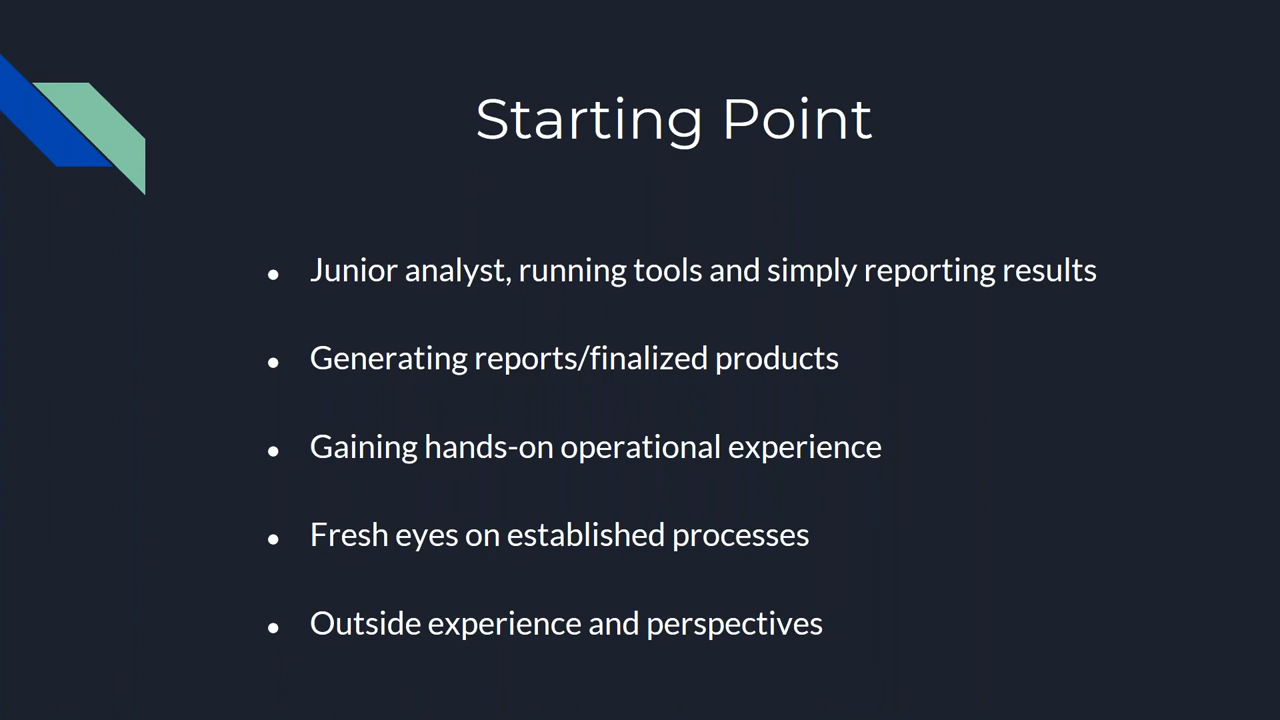 Starting Point
● Junior analyst, running tools and simply reporting results
● Generating reports/finalized products
● Gaining hands-on operational experience
● Fresh eyes on established processes
● Outside experience and perspectives